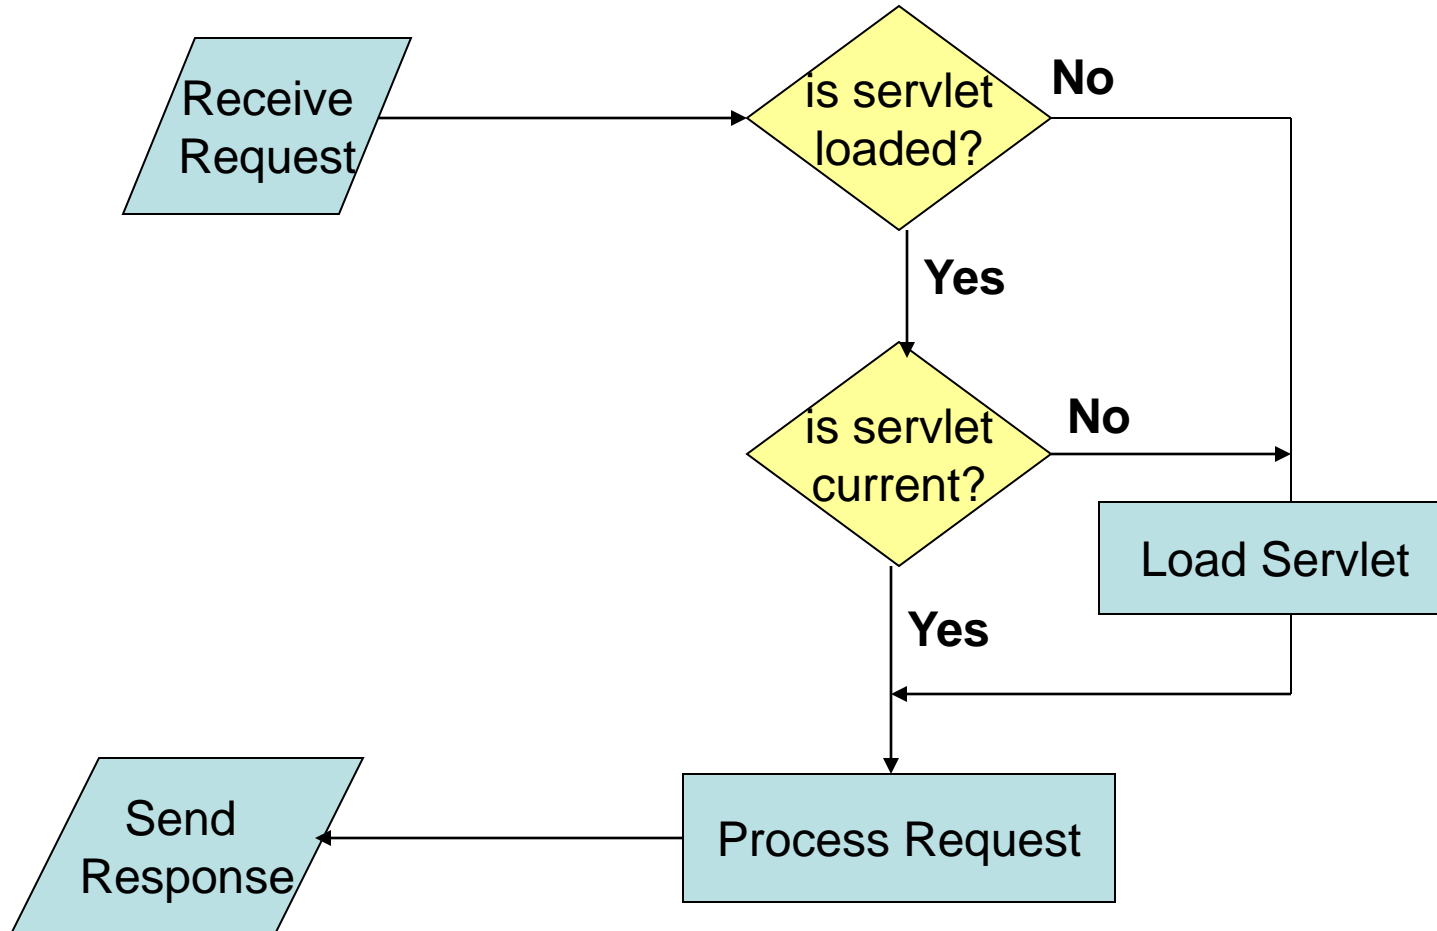 Receive
Request
is servlet
loaded?
No
Yes
is servlet
current?
No
Load Servlet
Yes
Send
Response
Process Request